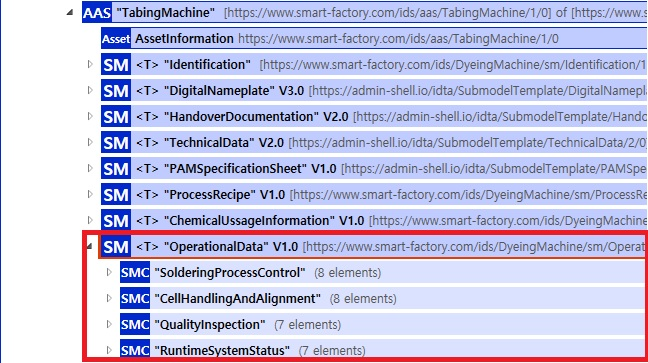 AAS "TabingMachine" [https://www.smart-factory.com/ids/aas/TabingMachine/1/0] of [https://www.sm
Asset AssetInformation https://www.smart-factory.com/ids/aas/TabingMachine/1/0
SM <T> "Identification" [https://www.smart-factory.com/ids/DyeingMachine/sm/Identification/1
SM <T> "DigitalNameplate" V3.0 [https://admin-shell.io/idta/SubmodelTemplate/DigitalNamepl
SM <T> "HandoverDocumentation" V2.0 [https://admin-shell.io/idta/SubmodelTemplate/Hando
SM <T> "TechnicalData" V2.0 [https://admin-shell.io/idta/SubmodelTemplate/TechnicalData/2/0]
SM <T> "PAMSpecificationSheet" V1.0 [https://admin-shell.io/idta/SubmodelTemplate/PAMSpe
SM <T> "ProcessRecipe" V1.0 [https://www.smart-factory.com/ids/DyeingMachine/sm/ProcessRe
SM <T> "ChemicalUssageInformation" V1.0 [https://www.smart-factory.com/ids/DyeingMachine
SM <T> "OperationalData" V1.0 [https://www.smart-factory.com/ids/DyeingMachine/sm/Operat
SMC "SolderingProcessControl" (8 elements)
SMC "CellHandlingAndAlignment" (8 elements)
SMC "QualityInspection" (7 elements)
SMC "RuntimeSystemStatus" (7 elements)